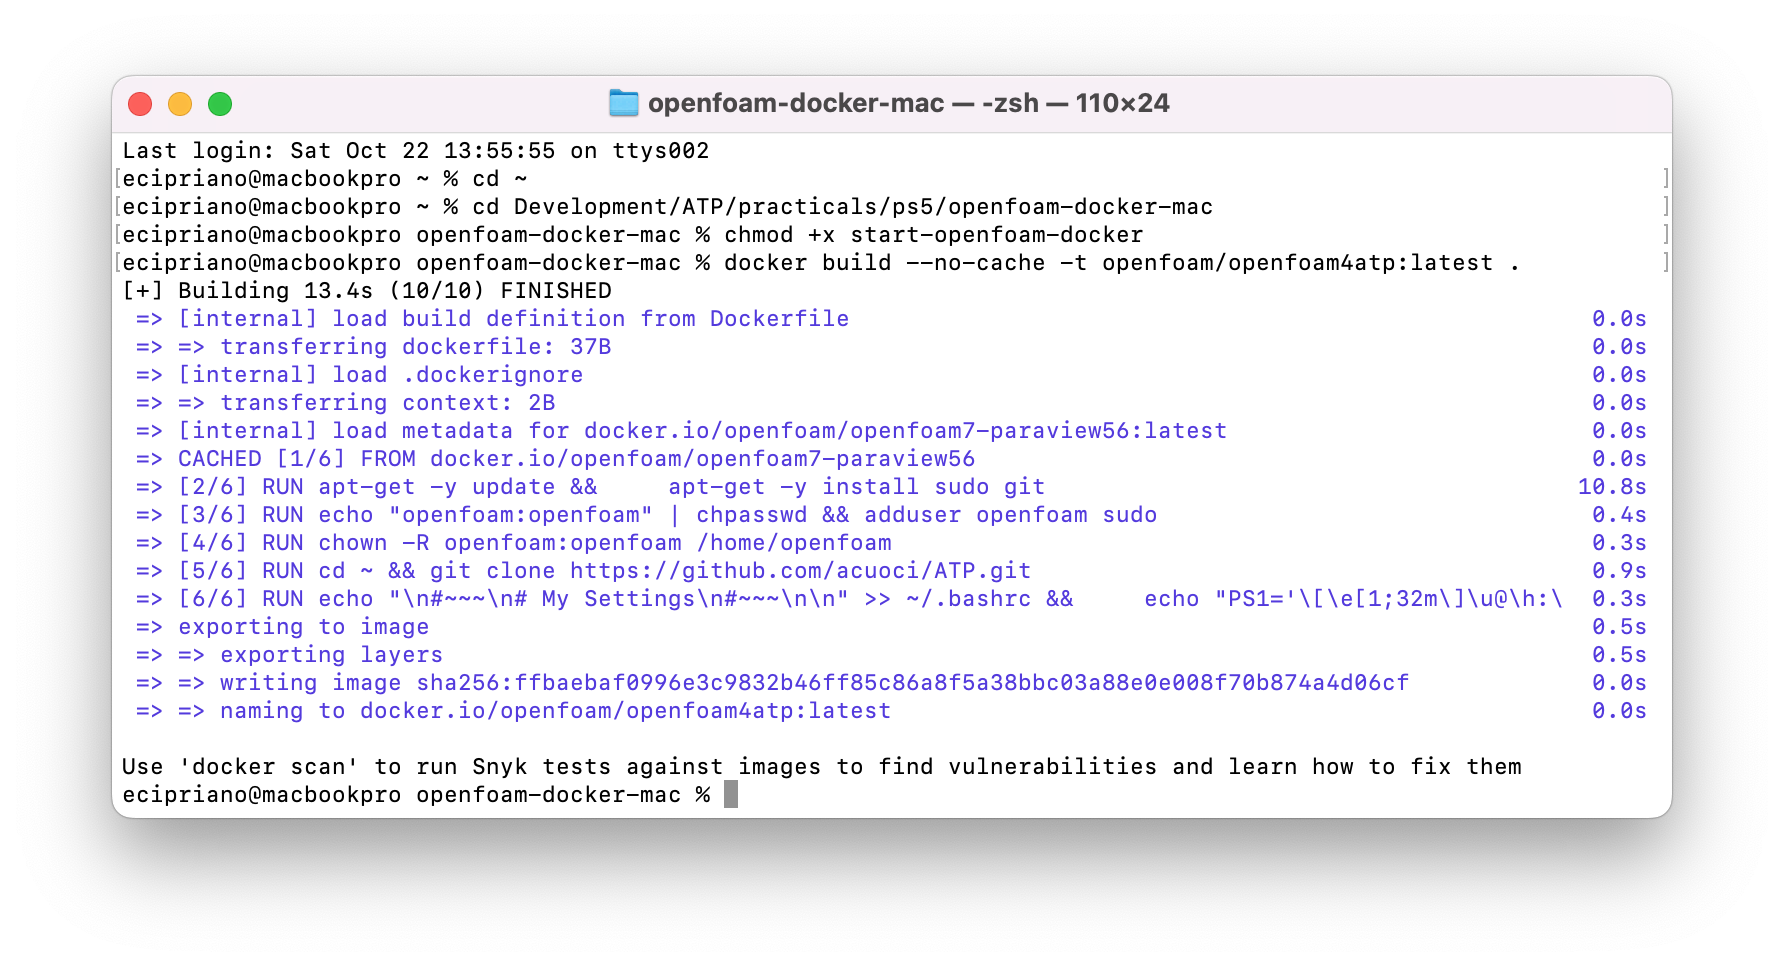 openfoam-docker-mac — -zsh — 110×24
Last login: Sat Oct 22 13:55:55 on ttys002
[ecipriano@macbookpro ~ % cd ~ ]
[ecipriano@macbookpro ~ % cd Development/ATP/practicals/ps5/openfoam-docker-mac ]
[ecipriano@macbookpro openfoam-docker-mac % chmod +x start-openfoam-docker ]
[ecipriano@macbookpro openfoam-docker-mac % docker build --no-cache -t openfoam/openfoam4atp:latest . ]
[+] Building 13.4s (10/10) FINISHED
=> [internal] load build definition from Dockerfile 0.0s
=> => transferring dockerfile: 37B 0.0s
=> [internal] load .dockerignore 0.0s
=> => transferring context: 2B 0.0s
=> [internal] load metadata for docker.io/openfoam/openfoam7-paraview56:latest 0.0s
=> CACHED [1/6] FROM docker.io/openfoam/openfoam7-paraview56 0.0s
=> [2/6] RUN apt-get -y update &&     apt-get -y install sudo git 10.8s
=> [3/6] RUN echo "openfoam:openfoam" | chpasswd && adduser openfoam sudo 0.4s
=> [4/6] RUN chown -R openfoam:openfoam /home/openfoam 0.3s
=> [5/6] RUN cd ~ && git clone https://github.com/acuoci/ATP.git 0.9s
=> [6/6] RUN echo "\n#~~~\n# My Settings\n#~~~\n\n" >> ~/.bashrc &&     echo "PS1='\[\e[1;32m\]\u@\h:\ 0.3s
=> exporting to image 0.5s
=> => exporting layers 0.5s
=> => writing image sha256:ffbaebaf0996e3c9832b46ff85c86a8f5a38bbc03a88e0e008f70b874a4d06cf 0.0s
=> => naming to docker.io/openfoam/openfoam4atp:latest 0.0s
Use 'docker scan' to run Snyk tests against images to find vulnerabilities and learn how to fix them
ecipriano@macbookpro openfoam-docker-mac %